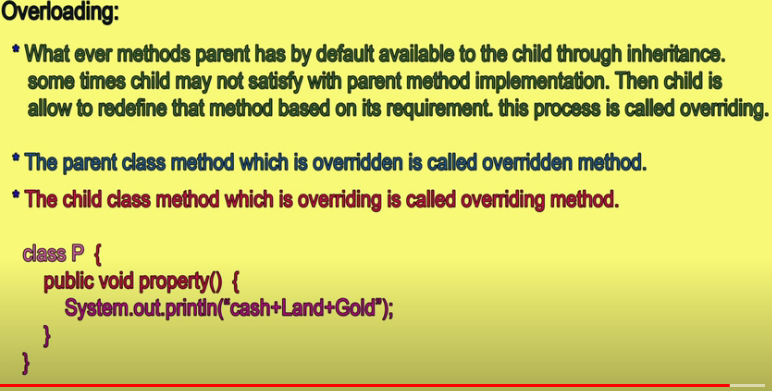 Overloading:
* What ever methods parent has by default available to the child through inheritance.
some times child may not satisfy with parent method implementation. Then child is
allow to redefine that method based on its requirement. this process is called overriding.
* The parent class method which is overridden is called overridden method.
* The child class method which is overriding is called overriding method.
class P {
public void property() {
System.out.println(“cash+Land+Gold”);
}
}